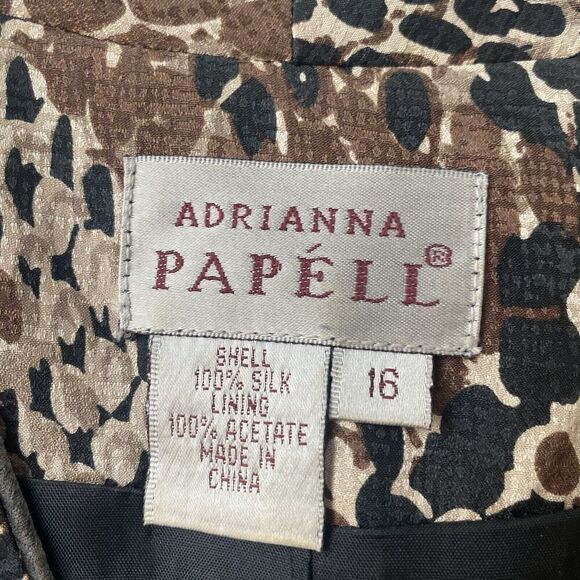 ADRIANNA
PAPÉLL®
SHELL
100% SILK
LINING
100% ACETATE
MADE IN
CHINA
16